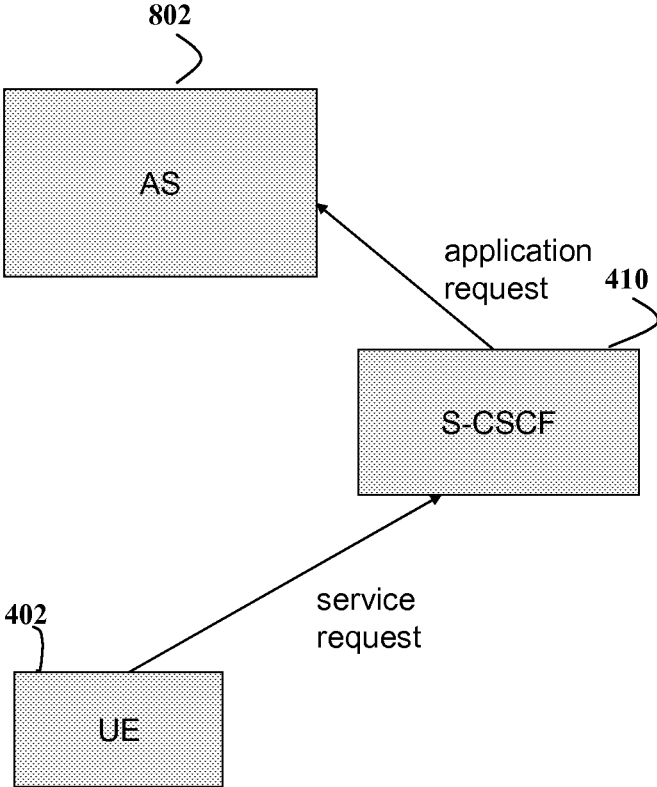 802
AS
application
request
410
S-CSCF
service
request
402
UE